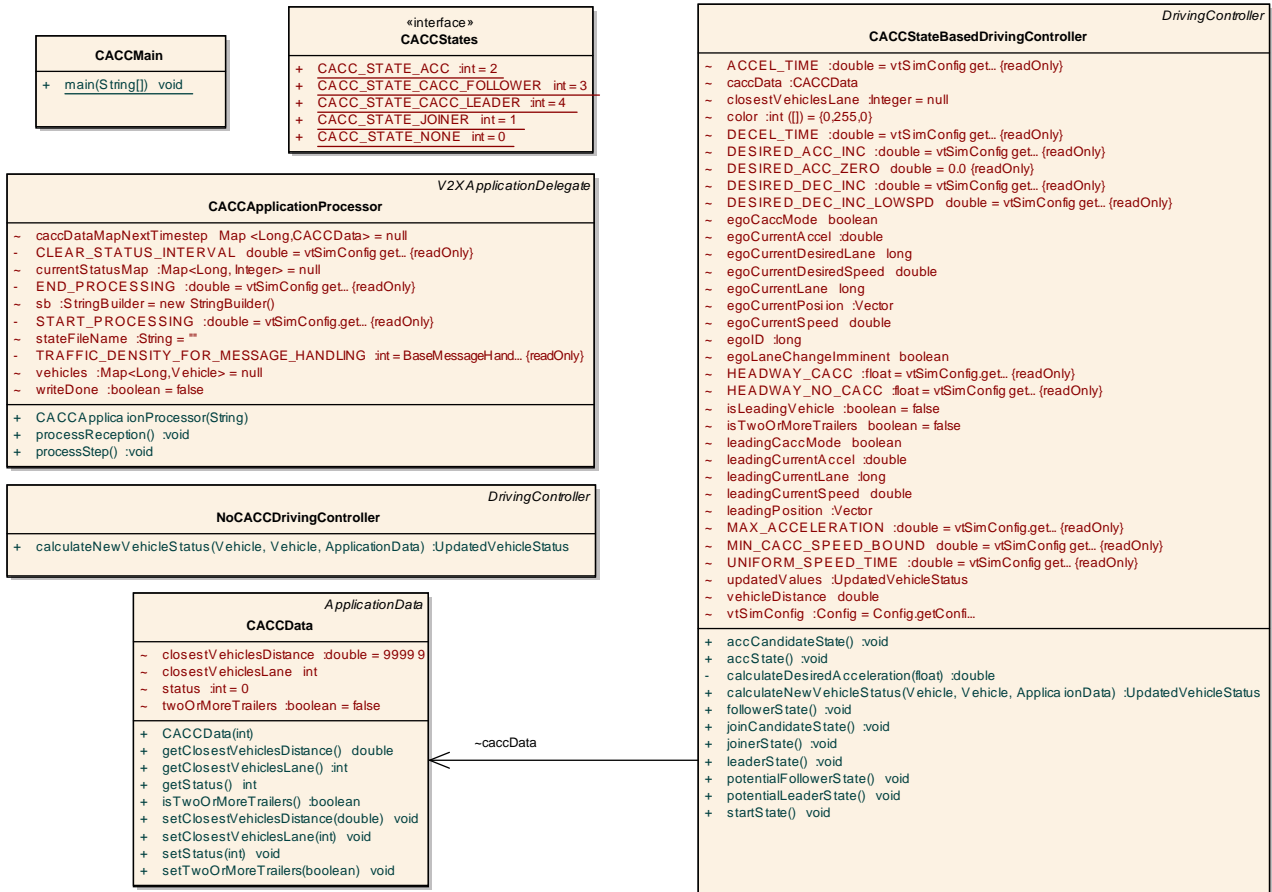 CACCMain
+ main(String[]) void
«interface»
CACCStates
+ CACC_STATE_ACC :int = 2
+ CACC_STATE_CACC_FOLLOWER int = 3
+ CACC_STATE_CACC_LEADER :int = 4
+ CACC_STATE_JOINER :int = 1
+ CACC_STATE_NONE int = 0
V2XApplicationDelegate
CACCApplicationProcessor
~ caccDataMapNextTimestep Map <Long,CACCData> = null
- CLEAR_STATUS_INTERVAL double = vtSimConfig get... {readOnly}
~ currentStatusMap :Map<Long, Integer> = null
- END_PROCESSING :double = vtSimConfig get... {readOnly}
~ sb :StringBuilder = new StringBuilder()
- START_PROCESSING :double = vtSimConfig.get... {readOnly}
~ stateFileName :String = ""
- TRAFFIC_DENSITY_FOR_MESSAGE_HANDLING :int = BaseMessageHand... {readOnly}
~ vehicles :Map<Long,Vehicle> = null
~ writeDone :boolean = false
+ CACCApplica ionProcessor(String)
+ processReception() :void
+ processStep() :void
DrivingController
NoCACCDrivingController
+ calculateNewVehicleStatus(Vehicle, Vehicle, ApplicationData) :UpdatedVehicleStatus
ApplicationData
CACCData
~ closestVehiclesDistance :double = 9999 9
~ closestVehiclesLane int
~ status :int = 0
~ twoOrMoreTrailers :boolean = false
+ CACCData(int)
+ getClosestVehiclesDistance() double
+ getClosestVehiclesLane() :int
+ getStatus() int
+ isTwoOrMoreTrailers() :boolean
+ setClosestVehiclesDistance(double) void
+ setClosestVehiclesLane(int) void
+ setStatus(int) void
+ setTwoOrMoreTrailers(boolean) void
~caccData
DrivingController
CACCStateBasedDrivingController
~ ACCEL_TIME :double = vtSimConfig get... {readOnly}
~ caccData :CACCData
~ closestVehiclesLane :Integer = null
~ color :int ([]) = {0,255,0}
~ DECEL_TIME :double = vtSimConfig get... {readOnly}
~ DESIRED_ACC_INC :double = vtSimConfig get... {readOnly}
~ DESIRED_ACC_ZERO double = 0.0 {readOnly}
~ DESIRED_DEC_INC :double = vtSimConfig get... {readOnly}
~ DESIRED_DEC_INC_LOWSPD double = vtSimConfig get... {readOnly}
~ egoCaccMode boolean
~ egoCurrentAccel :double
~ egoCurrentDesiredLane long
~ egoCurrentDesiredSpeed double
~ egoCurrentLane long
~ egoCurrentPosi ion :Vector
~ egoCurrentSpeed double
~ egoID :long
~ egoLaneChangeImminent boolean
~ HEADWAY_CACC :float = vtSimConfig.get... {readOnly}
~ HEADWAY_NO_CACC :float = vtSimConfig get... {readOnly}
~ isLeadingVehicle :boolean = false
~ isTwoOrMoreTrailers boolean = false
~ leadingCaccMode boolean
~ leadingCurrentAccel :double
~ leadingCurrentLane :long
~ leadingCurrentSpeed double
~ leadingPosition :Vector
~ MAX_ACCELERATION :double = vtSimConfig.get... {readOnly}
~ MIN_CACC_SPEED_BOUND double = vtSimConfig get... {readOnly}
~ UNIFORM_SPEED_TIME :double = vtSimConfig get... {readOnly}
~ updatedValues :UpdatedVehicleStatus
~ vehicleDistance double
~ vtSimConfig :Config = Config.getConfi...
+ accCandidateState() :void
+ accState() :void
- calculateDesiredAcceleration(float) :double
+ calculateNewVehicleStatus(Vehicle, Vehicle, Applica ionData) :UpdatedVehicleStatus
+ followerState() :void
+ joinCandidateState() :void
+ joinerState() :void
+ leaderState() :void
+ potentialFollowerState() void
+ potentialLeaderState() void
+ startState() void